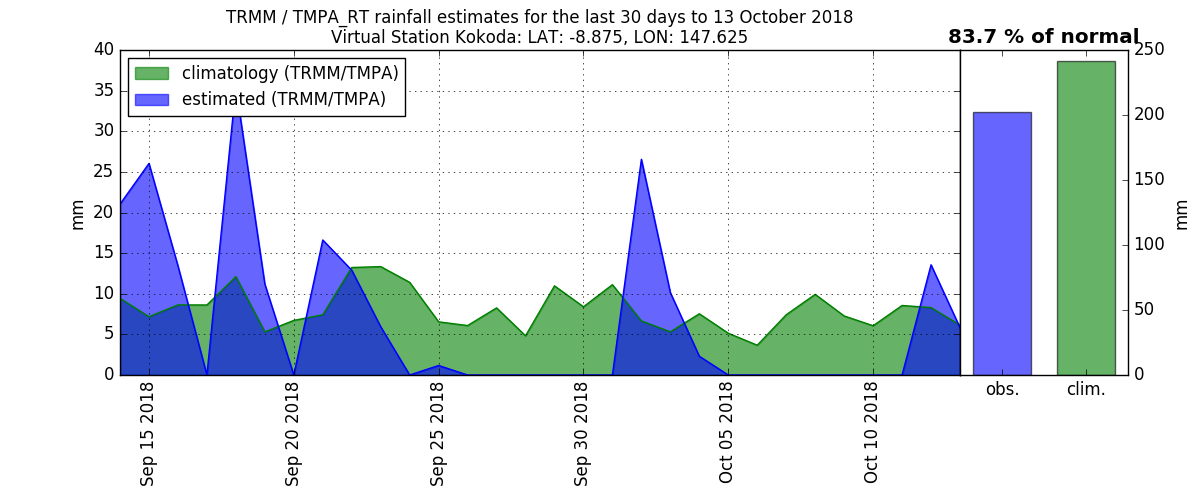 TRMM / TMPA_RT rainfall estimates for the last 30 days to 13 October 2018
Virtual Station Kokoda: LAT: -8.875, LON: 147.625
83.7 % of normal
climatology (TRMM/TMPA)
estimated (TRMM/TMPA)
40
35
30
25
20
15
10
5
0
mm
Sep 15 2018
Sep 20 2018
Sep 25 2018
Sep 30 2018
Oct 05 2018
Oct 10 2018
250
200
150
100
50
0
mm
obs.
clim.